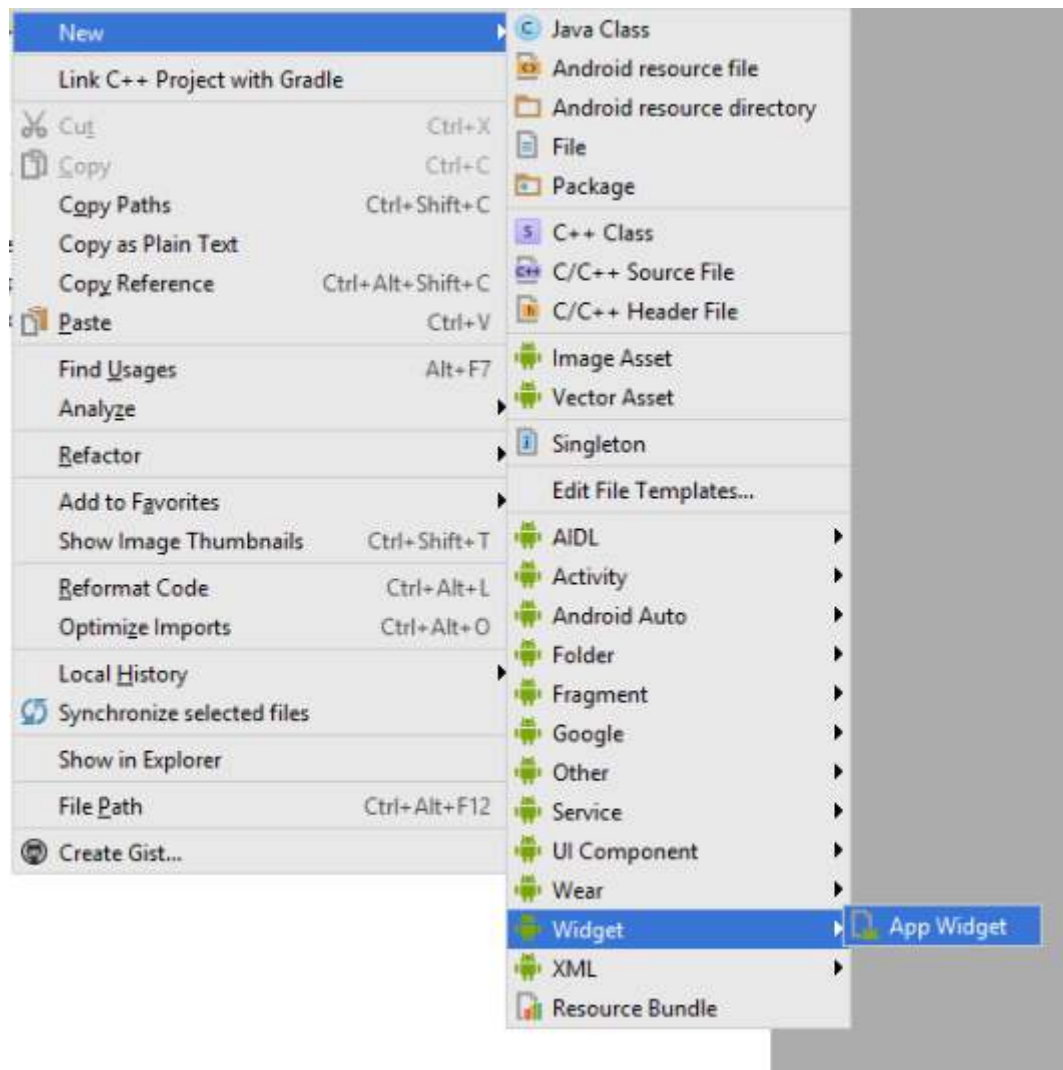 New
Link C++ Project with Gradle
Cut Ctrl+X
Copy Ctrl+C
Copy Paths Ctrl+Shift+C
Copy as Plain Text
Copy Reference Ctrl+Alt+Shift+C
Paste Ctrl+V
Find Usages Alt+F7
Analyze
Refactor
Add to Favorites
Show Image Thumbnails Ctrl+Shift+T
Reformat Code Ctrl+Alt+L
Optimize Imports Ctrl+Alt+O
Local History
Synchronize selected files
Show in Explorer
File Path Ctrl+Alt+F12
Create Gist...
Java Class
Android resource file
Android resource directory
File
Package
C++ Class
C/C++ Source File
C/C++ Header File
Image Asset
Vector Asset
Singleton
Edit File Templates...
AIDL
Activity
Android Auto
Folder
Fragment
Google
Other
Service
UI Component
Wear
Widget
XML
Resource Bundle
App Widget